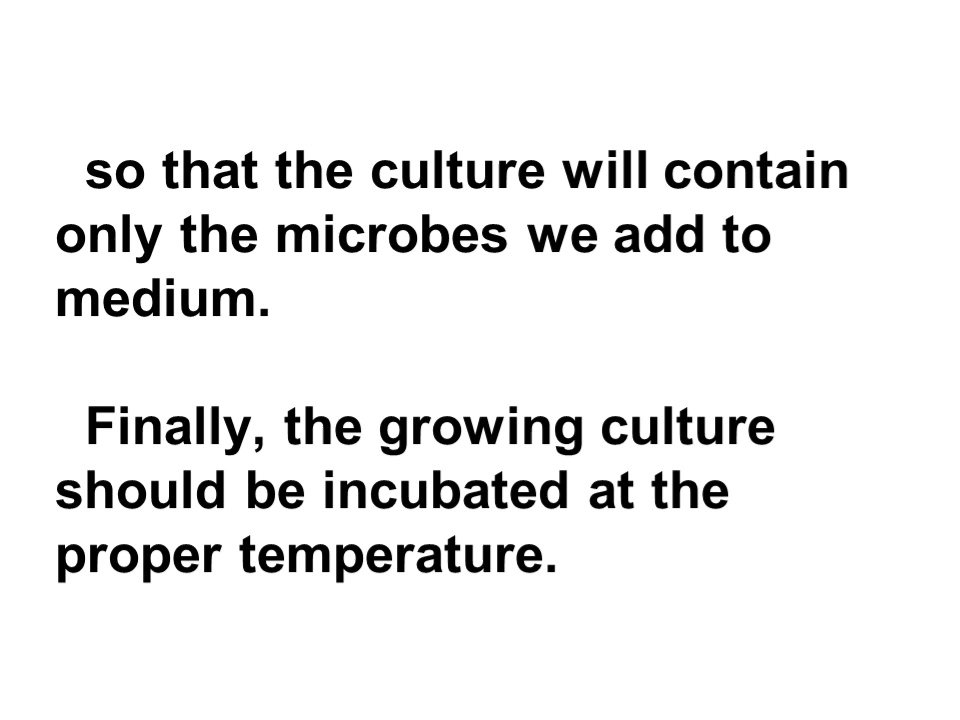 so that the culture will contain
only the microbes we add to
medium.
Finally, the growing culture
should be incubated at the
proper temperature.